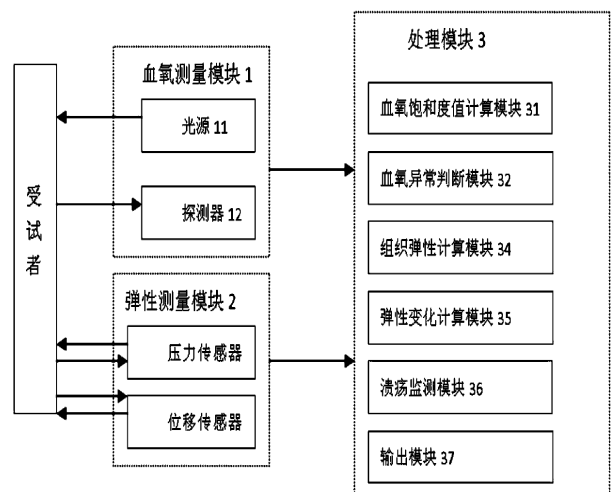 受试者
血氧测量模块 1
光源 11
探测器 12
弹性测量模块 2
压力传感器
位移传感器
处理模块 3
血氧饱和度值计算模块 31
血氧异常判断模块 32
组织弹性计算模块 34
弹性变化计算模块 35
溃疡监测模块 36
输出模块 37